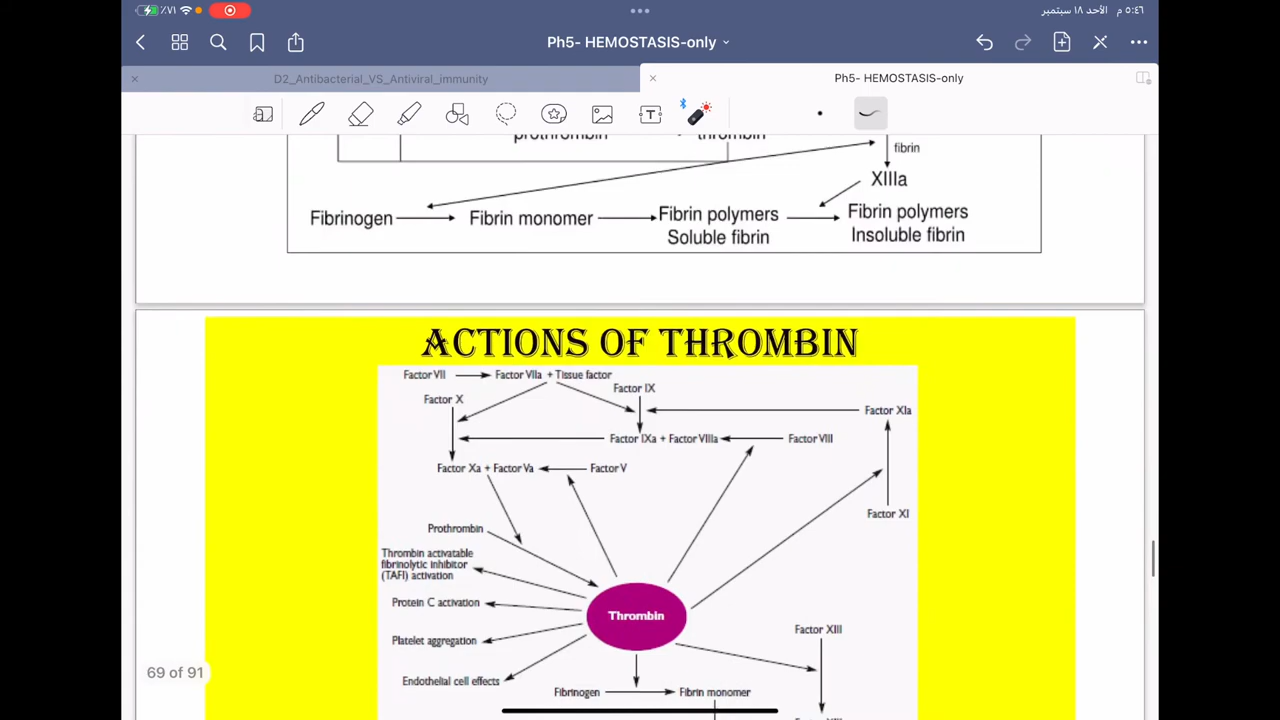 ٪٧١
الأحد ١٨ سبتمبر ٥:٤٦ م
Ph5- HEMOSTASIS-only
D2_Antibacterial_VS_Antiviral_immunity
Ph5- HEMOSTASIS-only
T
prothrombin
thrombin
fibrin
XIIIa
Fibrinogen
Fibrin monomer
Fibrin polymers
Soluble fibrin
Fibrin polymers
Insoluble fibrin
ACTIONS OF THROMBIN
Factor VII
Factor VIIa + Tissue factor
Factor IX
Factor X
Factor XIa
Factor IXa + Factor VIIIa
Factor VIII
Factor Xa + Factor Va
Factor V
Factor XI
Prothrombin
Thrombin activatable
fibrinolytic inhibitor
(TAFI) activation
Protein C activation
Thrombin
Factor XIII
Platelet aggregation
69 of 91
Endothelial cell effects
Fibrinogen
Fibrin monomer